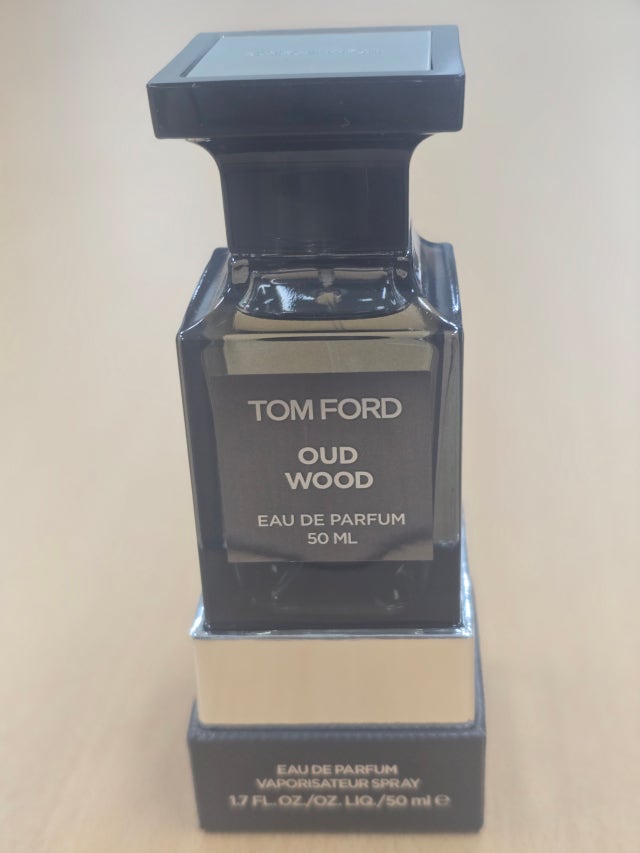 TOM FORD
OUD
WOOD
EAU DE PARFUM
50 ML
EAU DE PARFUM
VAPORISATEUR SPRAY
1.7 FL. OZ./OZ. LIQ./50 ml ℮